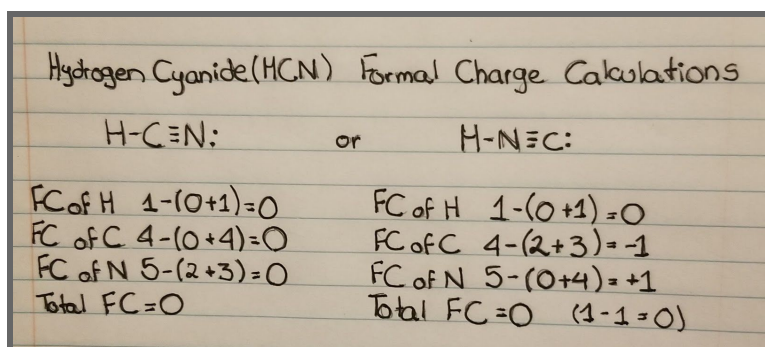 Hydrogen Cyanide (HCN) Formal Charge Calculations
H-C≡N: or H-N≡C:
FC of H 1-(0+1)=0 FC of H 1-(0+1)=0
FC of C 4-(0+4)=0 FC of C 4-(2+3)=-1
FC of N 5-(2+3)=0 FC of N 5-(0+4)=+1
Total FC=0 Total FC=0 (1-1=0)